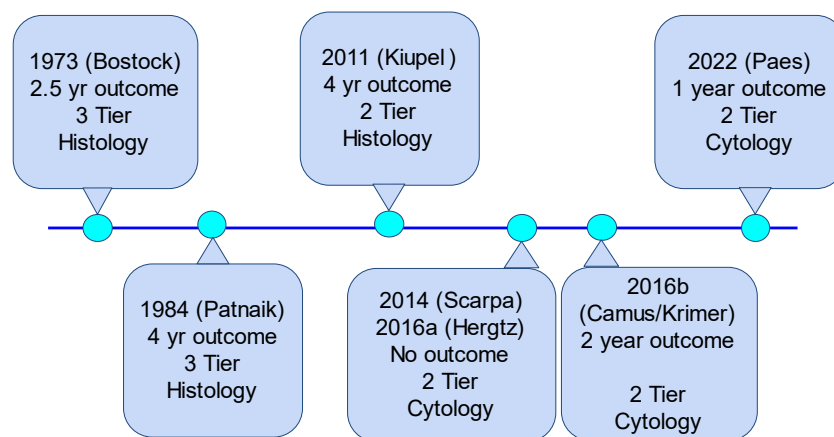 1973 (Bostock)
2.5 yr outcome
3 Tier
Histology
1984 (Patnaik)
4 yr outcome
3 Tier
Histology
2011 (Kiupel)
4 yr outcome
2 Tier
Histology
2014 (Scarpa)
2016a (Hergtz)
No outcome
2 Tier
Cytology
2016b
(Camus/Krimer)
2 year outcome
2 Tier
Cytology
2022 (Paes)
1 year outcome
2 Tier
Cytology